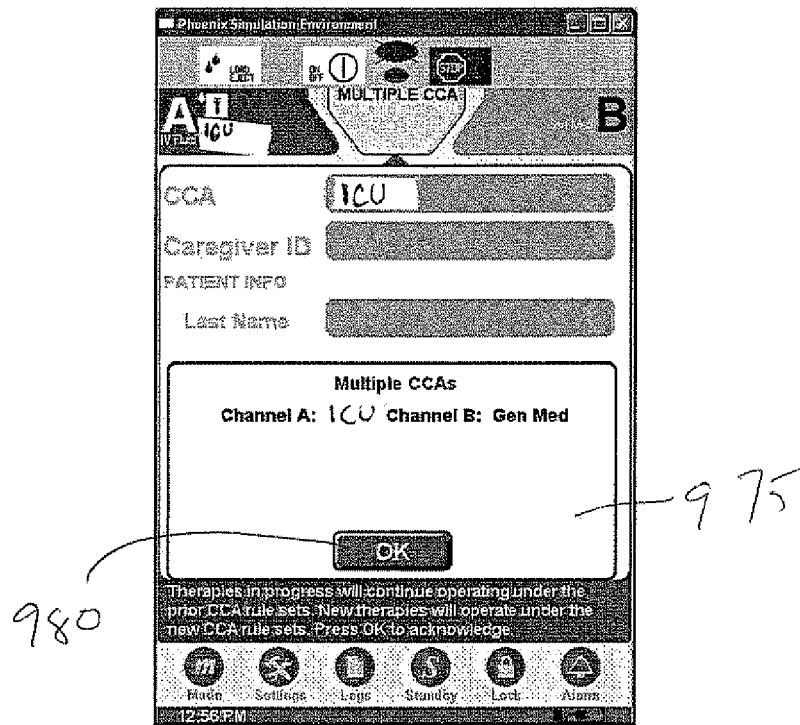 Phoenix Simulation Environment
LOAD EJECT ON OFF STOP
MULTIPLE CCA
A ICU B
CCA ICU
Caregiver ID
PATIENT INFO
Last Name
Multiple CCAs
Channel A: ICU Channel B: Gen Med
975
OK
980
Therapies in progress will continue operating under the
prior CCA rule sets. New therapies will operate under the
new CCA rule sets. Press OK to acknowledge
m S
Mode Settings Logs Standby Lock Alarm
12:56 PM